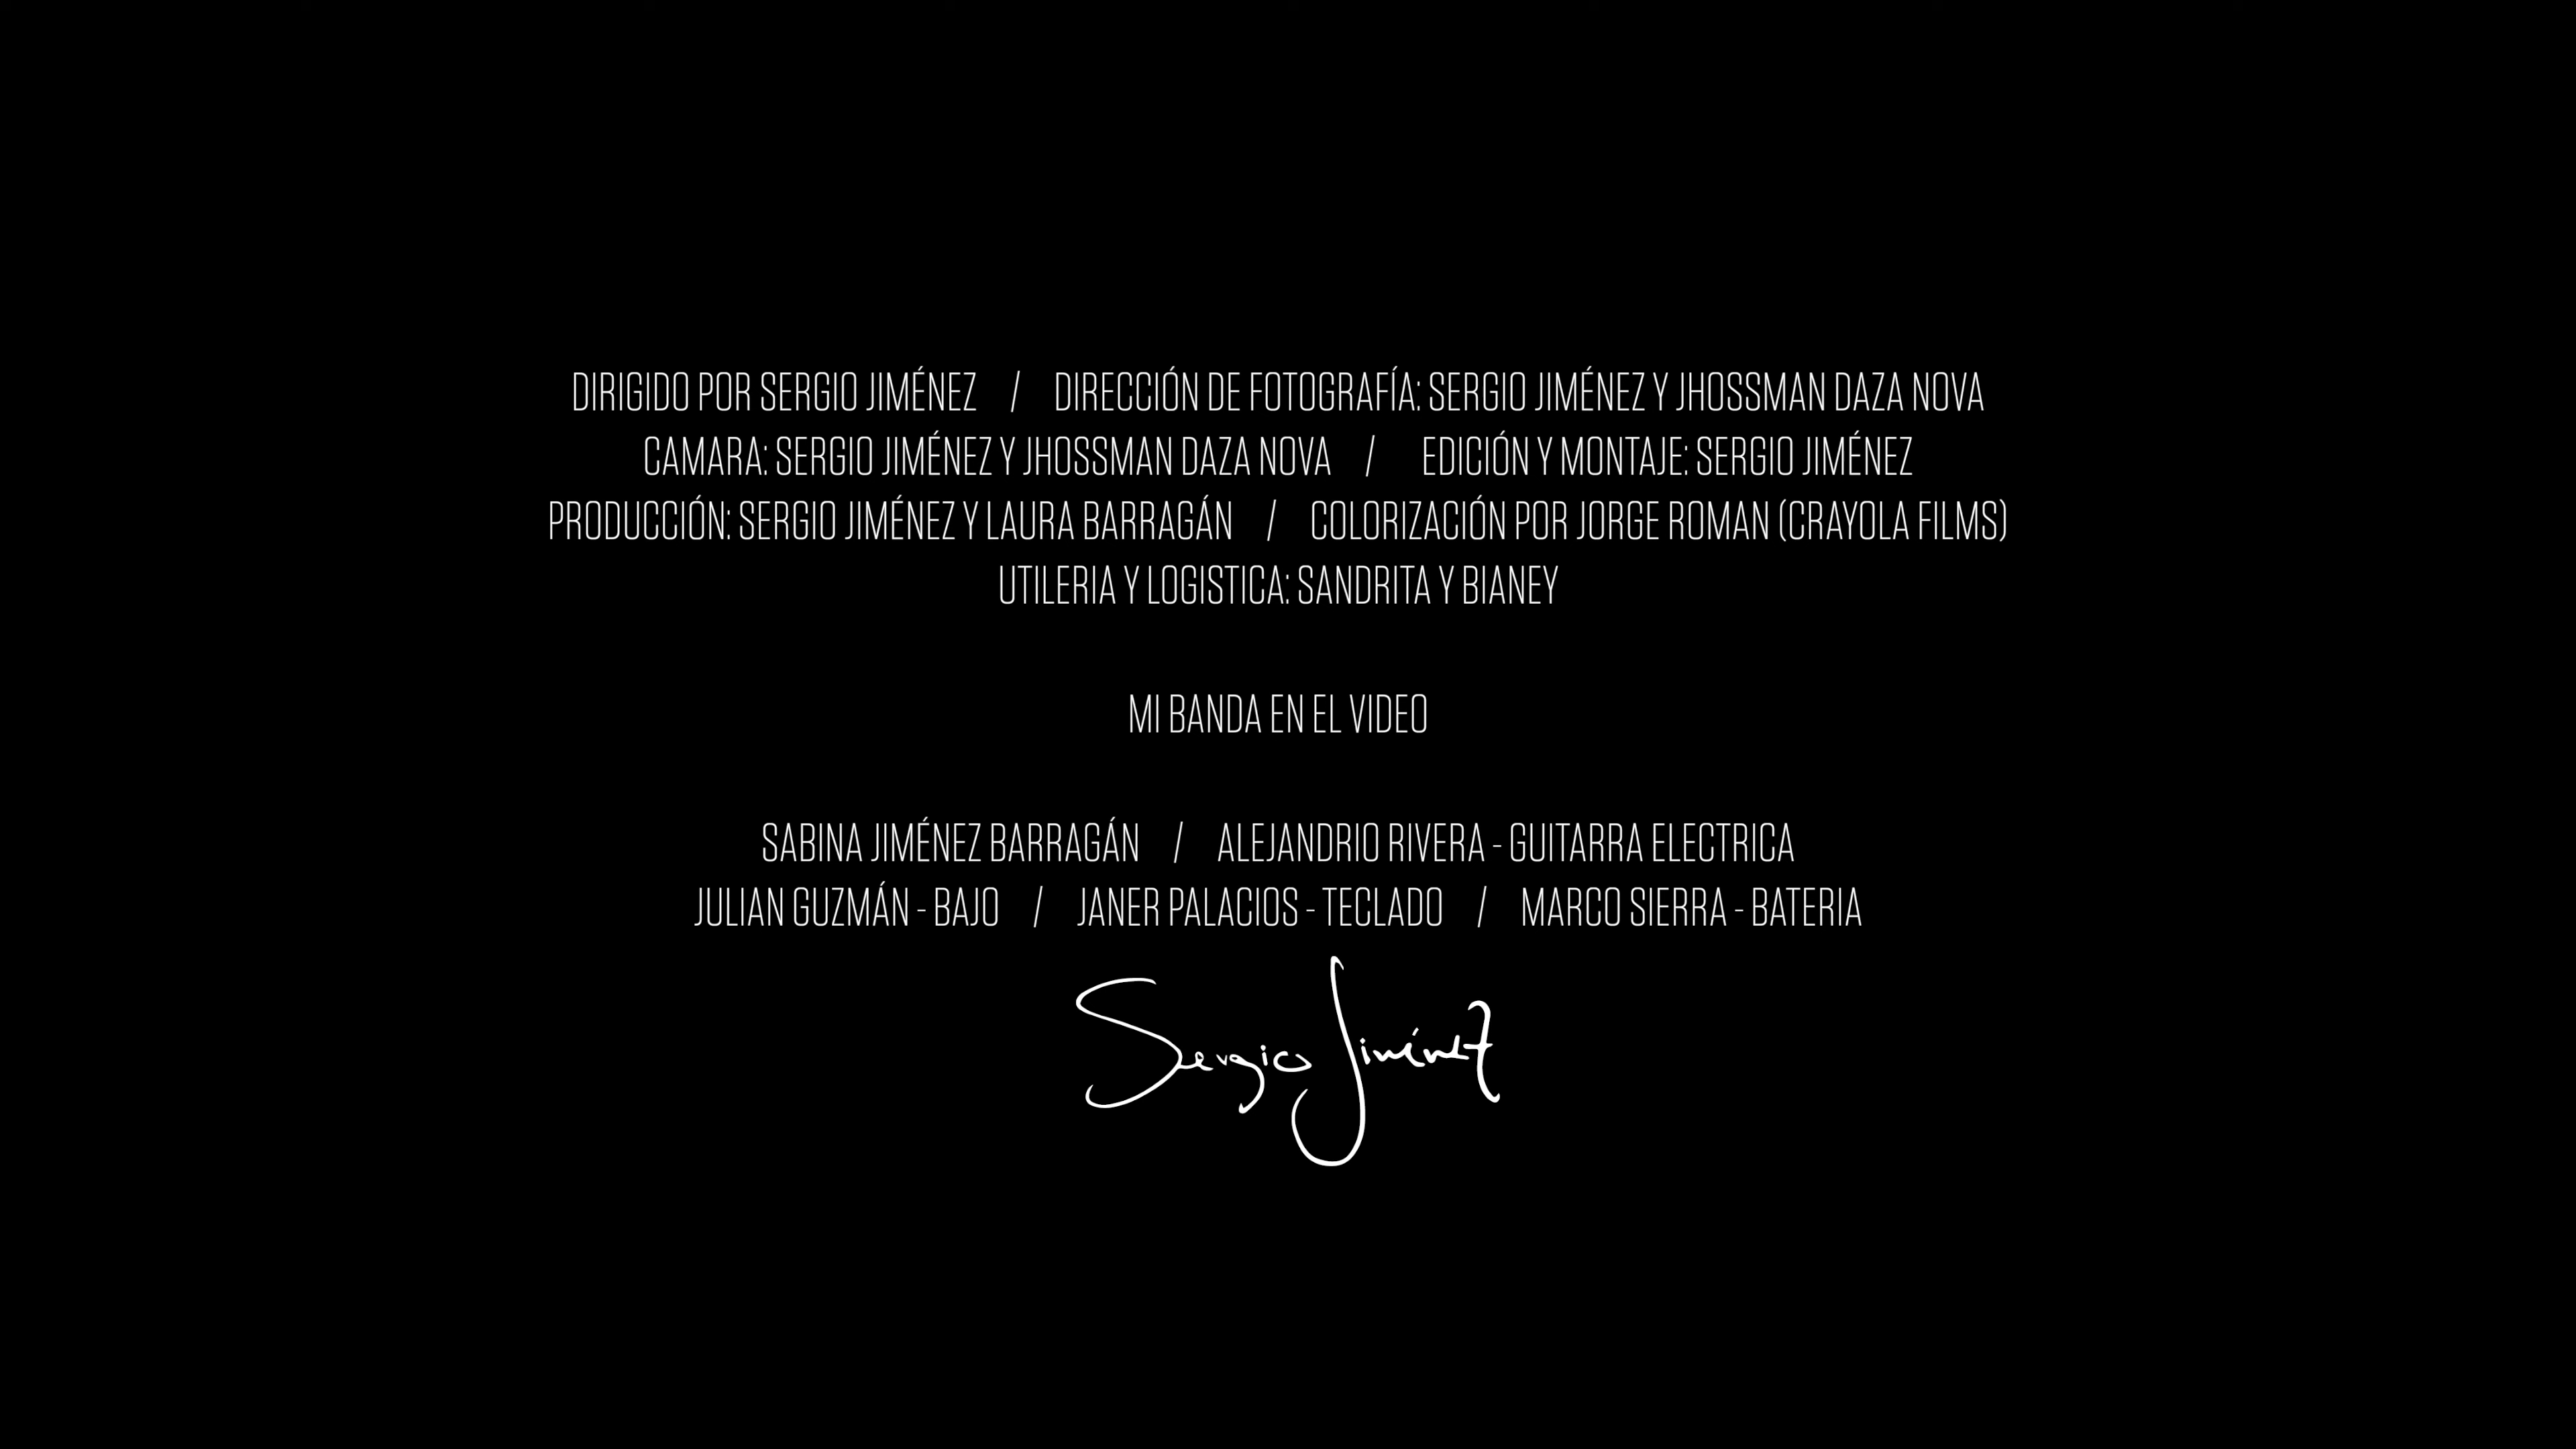 DIRIGIDO POR SERGIO JIMÉNEZ / DIRECCIÓN DE FOTOGRAFÍA: SERGIO JIMÉNEZ Y JHOSSMAN DAZA NOVA
CAMARA: SERGIO JIMÉNEZ Y JHOSSMAN DAZA NOVA / EDICIÓN Y MONTAJE: SERGIO JIMÉNEZ
PRODUCCIÓN: SERGIO JIMÉNEZ Y LAURA BARRAGÁN / COLORIZACIÓN POR JORGE ROMAN (CRAYOLA FILMS)
UTILERIA Y LOGISTICA: SANDRITA Y BIANEY
MI BANDA EN EL VIDEO
SABINA JIMÉNEZ BARRAGÁN / ALEJANDRIO RIVERA - GUITARRA ELECTRICA
JULIAN GUZMÁN - BAJO / JANER PALACIOS - TECLADO / MARCO SIERRA - BATERIA
Sergio Jiménez